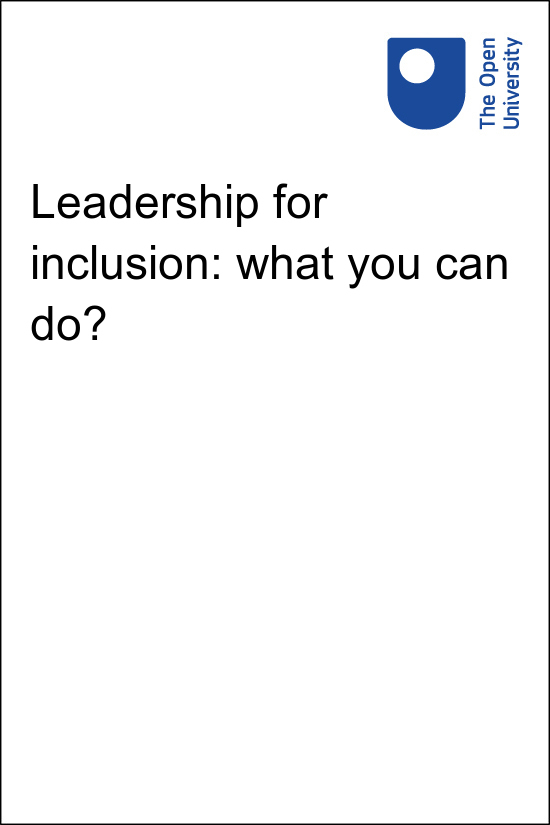 The Open
University
Leadership for
inclusion: what you can
do?